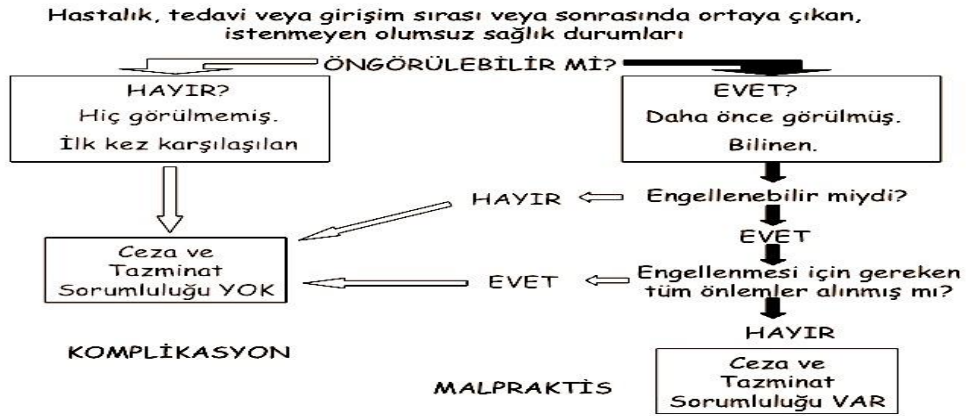 Hastalık, tedavi veya girişim sırası veya sonrasında ortaya çıkan,
istenmeyen olumsuz sağlık durumları
ÖNGÖRÜLEBİLİR Mİ?
HAYIR?
Hiç görülmemiş.
İlk kez karşılaşılan
EVET?
Daha önce görülmüş.
Bilinen.
HAYIR
Engellenebilir miydi?
EVET
Ceza ve
Tazminat
Sorumluluğu YOK
EVET
Engellenmesi için gereken
tüm önlemler alınmış mı?
HAYIR
KOMPLİKASYON
MALPRAKTİS
Ceza ve
Tazminat
Sorumluluğu VAR